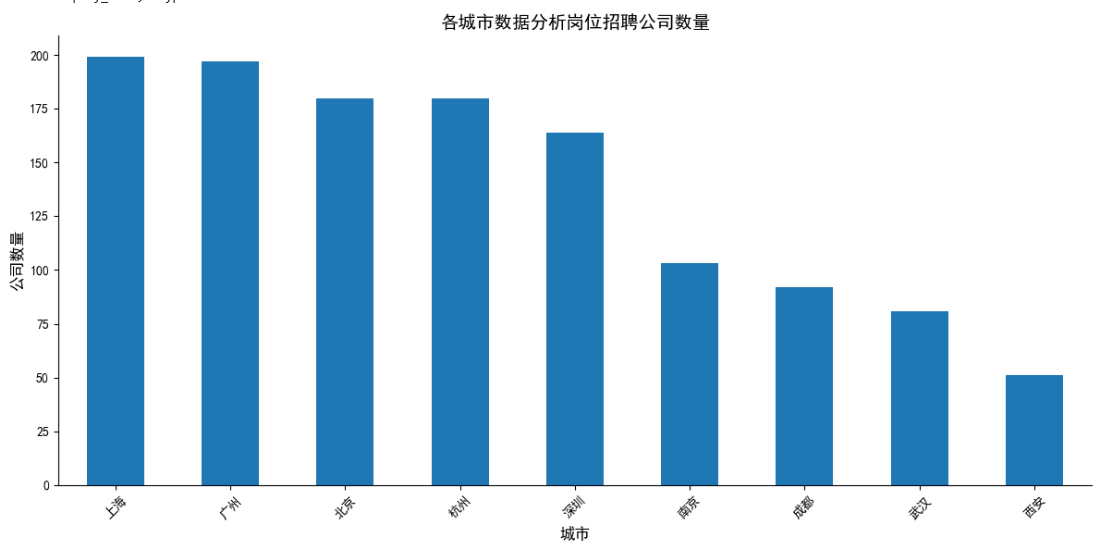 各城市数据分析岗位招聘公司数量
公司数量
200
175
150
125
100
75
50
25
0
上海
广州
北京
杭州
深圳
南京
成都
武汉
西安
城市